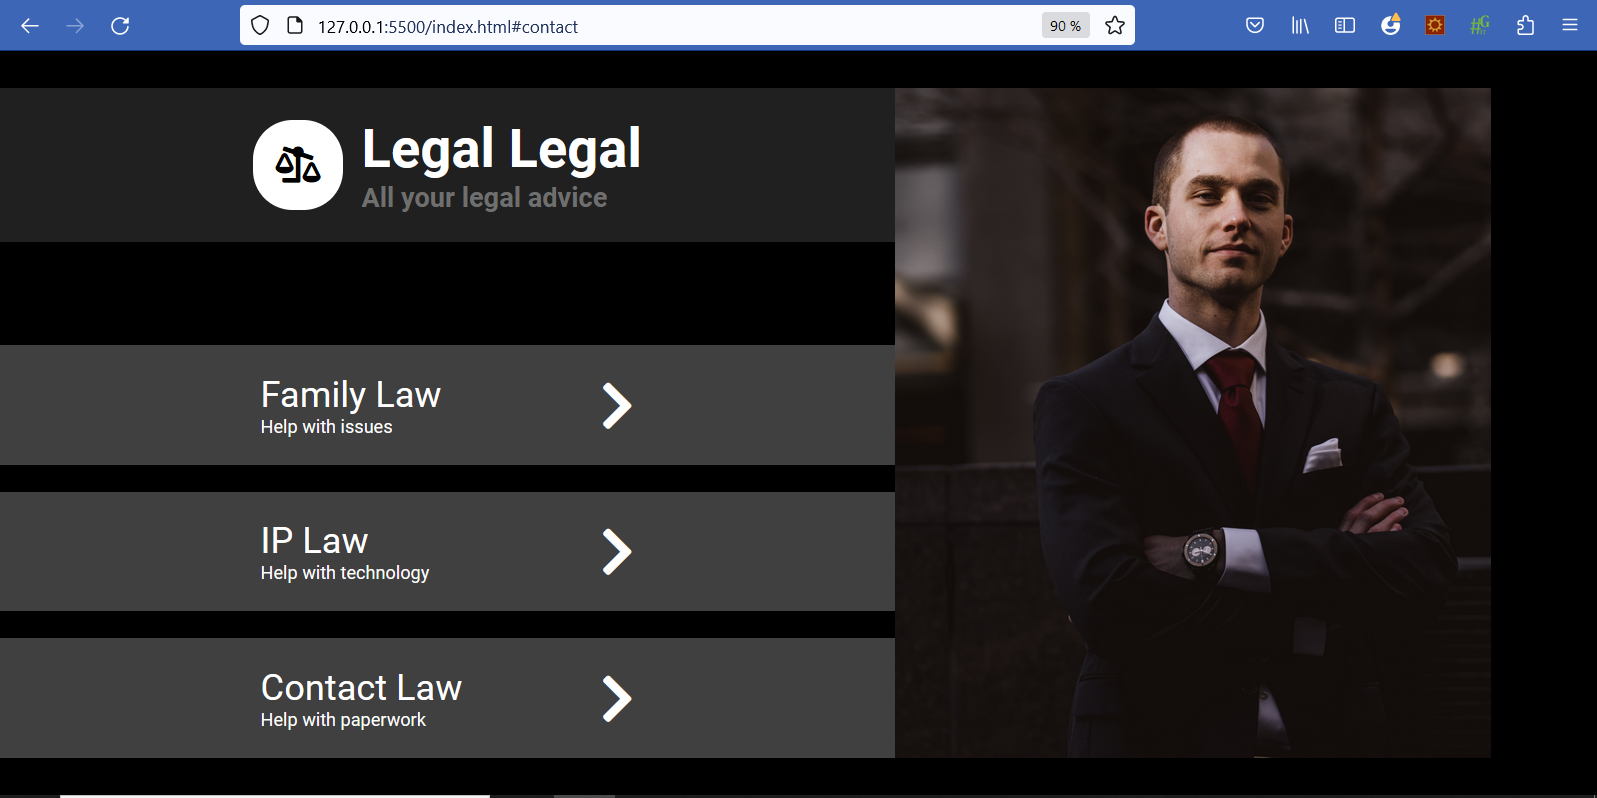 127.0.0.1:5500/index.html#contact
90 %
Legal Legal
All your legal advice
Family Law
Help with issues
IP Law
Help with technology
Contact Law
Help with paperwork